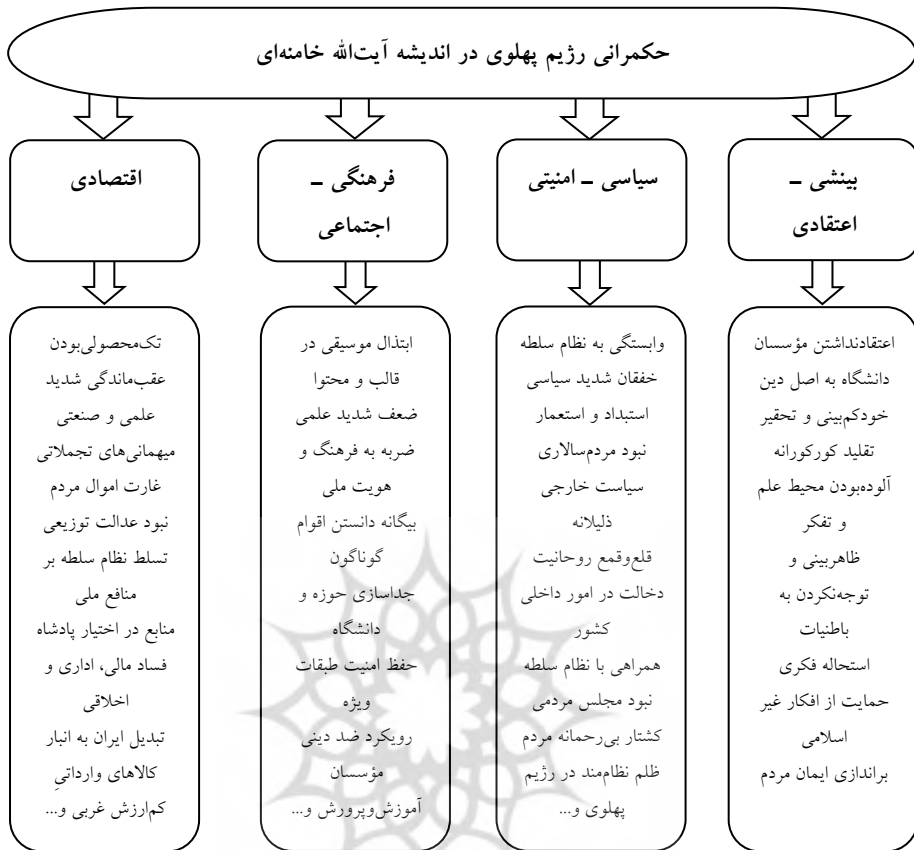 حکمرانی رژیم پهلوی در اندیشه آیت‌الله خامنه‌ای
بینشی ـ
اعتقادی
سیاسی ـ امنیتی
فرهنگی ـ
اجتماعی
اقتصادی
اعتقادنداشتن مؤسسان
دانشگاه به اصل دین
خودکم‌بینی و تحقیر
تقلید کورکورانه
آلوده‌بودن محیط علم
و تفکر
ظاهربینی و
توجه‌نکردن به
باطنیات
استحاله فکری
حمایت از افکار غیر
اسلامی
براندازی ایمان مردم
وابستگی به نظام سلطه
خفقان شدید سیاسی
استبداد و استعمار
نبود مردم‌سالاری
سیاست خارجی
ذلیلانه
قلع‌وقمع روحانیت
دخالت در امور داخلی
کشور
همراهی با نظام سلطه
نبود مجلس مردمی
کشتار بی‌رحمانه مردم
ظلم نظام‌مند در رژیم
پهلوی و...
ابتذال موسیقی در
قالب و محتوا
ضعف شدید علمی
ضربه به فرهنگ و
هویت ملی
بیگانه دانستن اقوام
گوناگون
جداسازی حوزه و
دانشگاه
حفظ امنیت طبقات
ویژه
رویکرد ضد دینی
مؤسسان
آموزش‌وپرورش و...
تک‌محصولی‌بودن
عقب‌ماندگی شدید
علمی و صنعتی
میهمانی‌های تجملاتی
غارت اموال مردم
نبود عدالت توزیعی
تسلط نظام سلطه بر
منافع ملی
منابع در اختیار پادشاه
فساد مالی، اداری و
اخلاقی
تبدیل ایران به انبار
کالاهای وارداتیِ
کم‌ارزش غربی و...